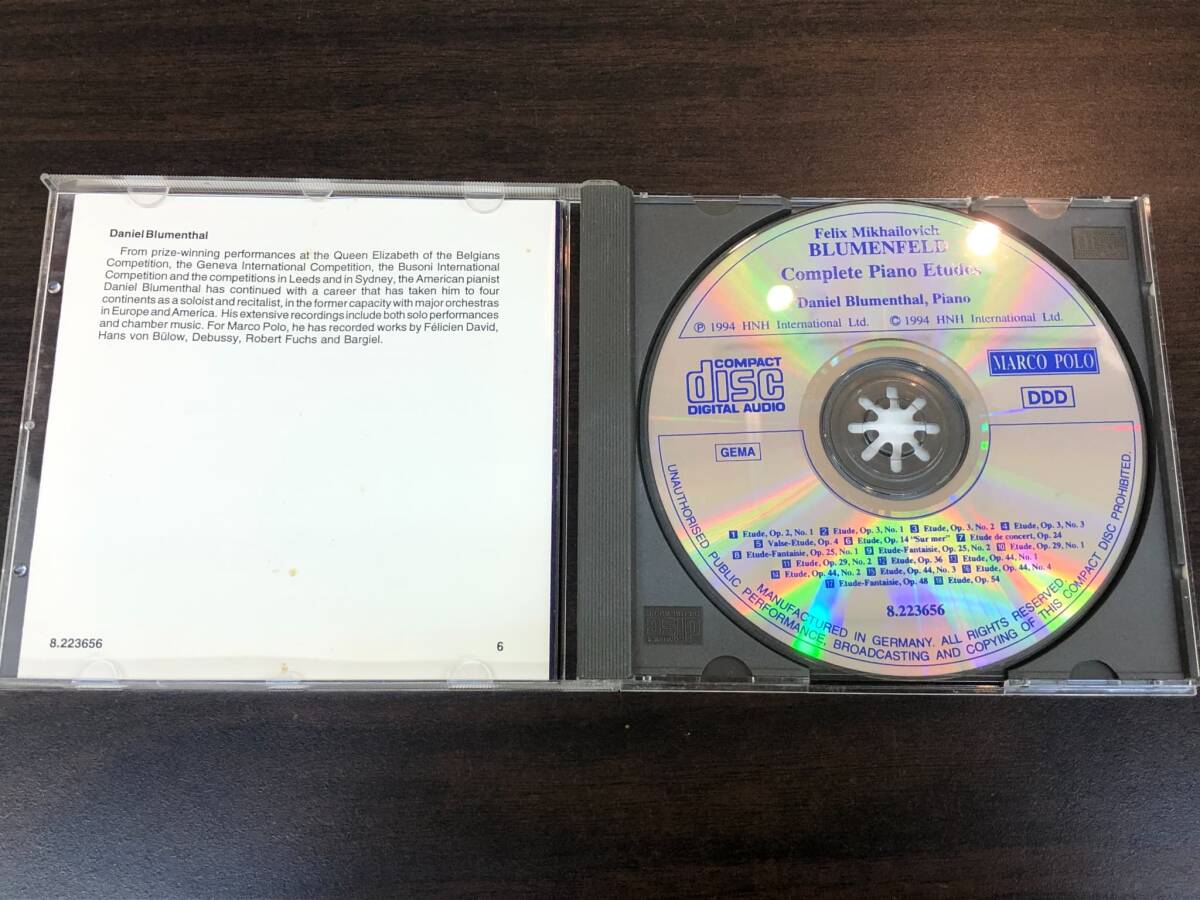 Daniel Blumenthal
From prize-winning performances at the Queen Elizabeth of the Belgians
Competition, the Geneva International Competition, the Busoni International
Competition and the competitions in Leeds and in Sydney, the American pianist
Daniel Blumenthal has continued with a career that has taken him to four
continents as a soloist and recitalist, in the former capacity with major orchestras
in Europe and America. His extensive recordings include both solo performances
and chamber music. For Marco Polo, he has recorded works by Félicien David,
Hans von Bülow, Debussy, Robert Fuchs and Bargiel.
8.223656
6
Felix Mikhailovich
BLUMENFELD
Complete Piano Etudes
Daniel Blumenthal, Piano
℗ 1994 HNH International Ltd. © 1994 HNH International Ltd.
COMPACT
disc
DIGITAL AUDIO
MARCO POLO
DDD
GEMA
1 Etude, Op. 2, No. 1 2 Etude, Op. 3, No. 1 3 Etude, Op. 3, No. 2 4 Etude, Op. 3, No. 3
5 Valse-Etude, Op. 4 6 Etude, Op. 14 "Sur mer" 7 Etude de concert, Op. 24
8 Etude-Fantaisie, Op. 25, No. 1 9 Etude-Fantaisie, Op. 25, No. 2 10 Etude, Op. 29, No. 1
11 Etude, Op. 29, No. 2 12 Etude, Op. 36 13 Etude, Op. 44, No. 1
14 Etude, Op. 44, No. 2 15 Etude, Op. 44, No. 3 16 Etude, Op. 44, No. 4
17 Etude-Fantaisie, Op. 48 18 Etude, Op. 54
8.223656
UNAUTHORISED PUBLIC PERFORMANCE, BROADCASTING AND COPYING OF THIS COMPACT DISC PROHIBITED.
MANUFACTURED IN GERMANY. ALL RIGHTS RESERVED